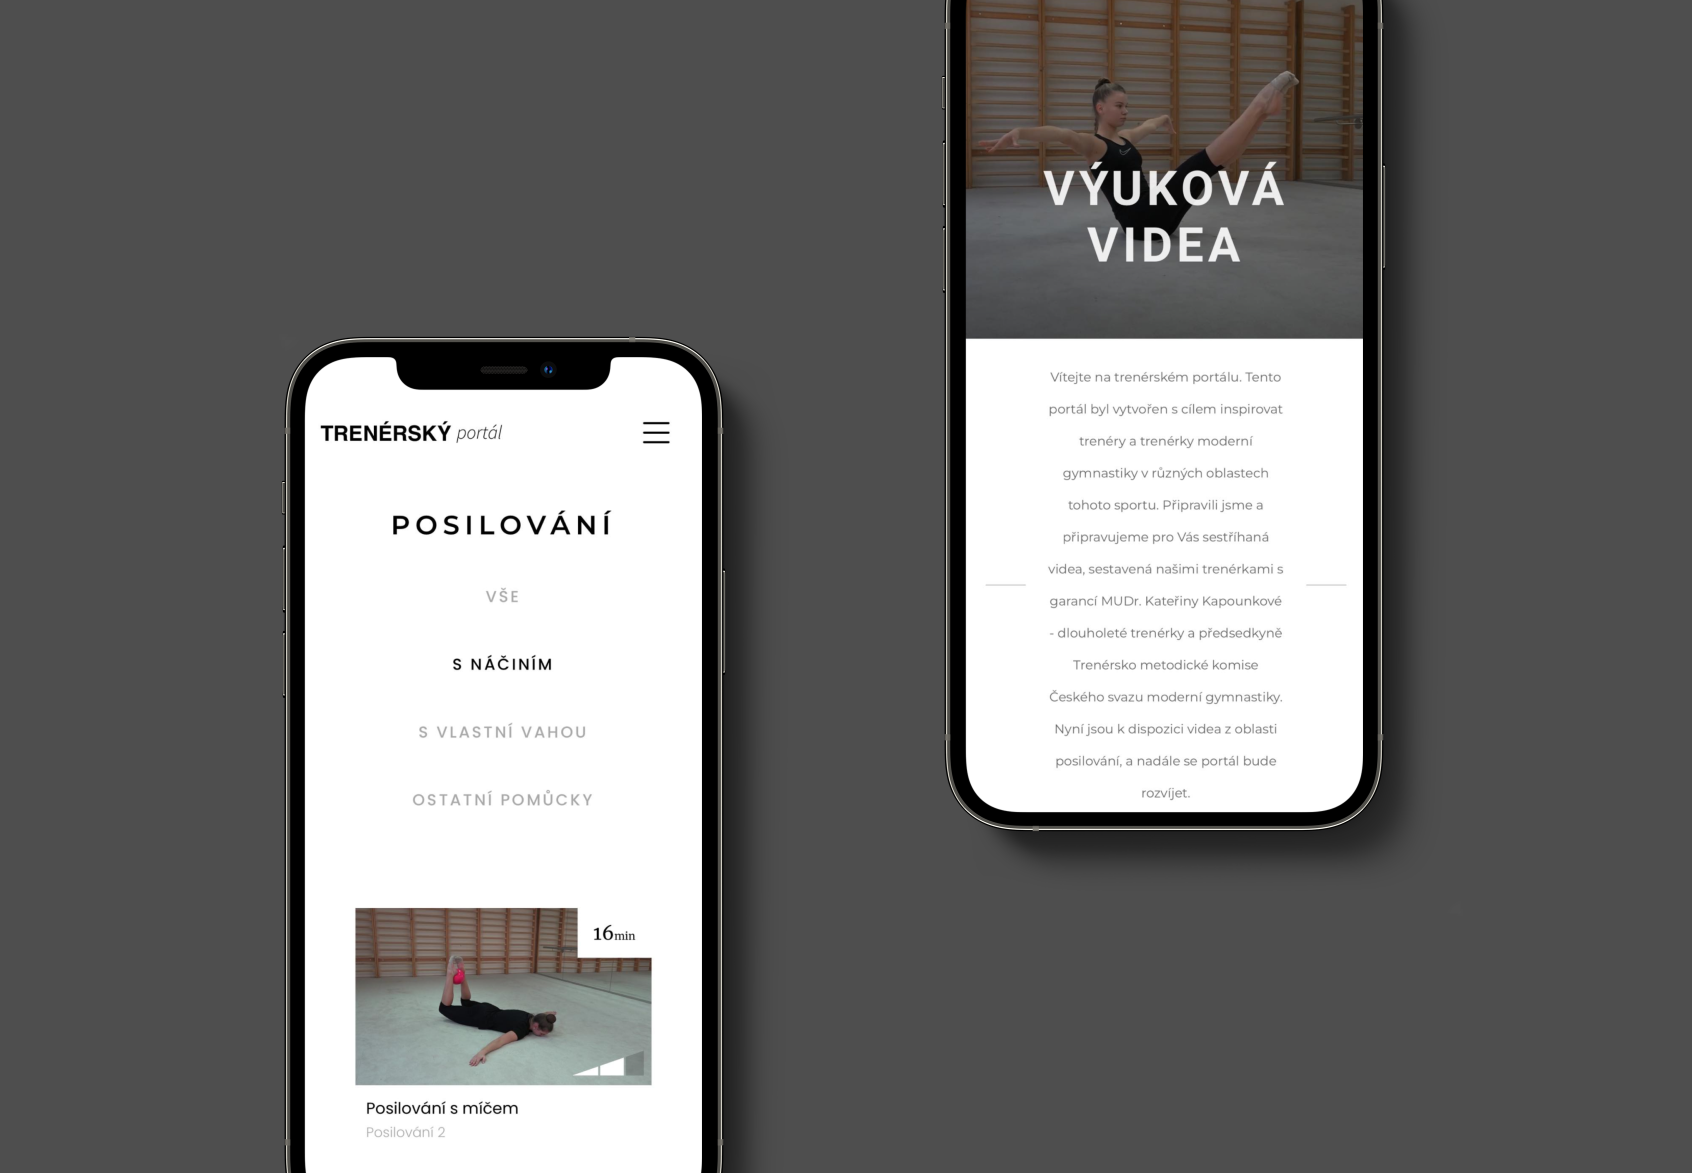 TRENÉRSKÝ portál
POSILOVÁNÍ
VŠE
S NÁČINÍM
S VLASTNÍ VAHOU
OSTATNÍ POMŮCKY
16min
Posilování s míčem
Posilování 2
VÝUKOVÁ
VIDEA
Vítejte na trenérském portálu. Tento
portál byl vytvořen s cílem inspirovat
trenéry a trenérky moderní
gymnastiky v různých oblastech
tohoto sportu. Připravili jsme a
připravujeme pro Vás sestříhaná
videa, sestavená našimi trenérkami s
garancí MUDr. Kateřiny Kapounkové
- dlouholeté trenérky a předsedkyně
Trenérsko metodické komise
Českého svazu moderní gymnastiky.
Nyní jsou k dispozici videa z oblasti
posilování, a nadále se portál bude
rozvíjet.